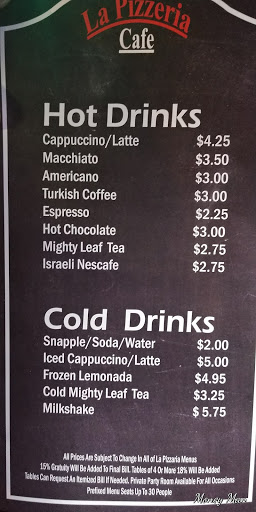 La Pizzeria
Cafe
Hot Drinks
Cappuccino/Latte $4.25
Macchiato $3.50
Americano $3.00
Turkish Coffee $3.00
Espresso $2.25
Hot Chocolate $3.00
Mighty Leaf Tea $2.75
Israeli Nescafe $2.75
Cold Drinks
Snapple/Soda/Water $2.00
Iced Cappuccino/Latte $5.00
Frozen Lemonada $4.95
Cold Mighty Leaf Tea $3.25
Milkshake $ 5.75
All Prices Are Subject To Change In All of La Pizzaria Menus
15% Gratuity Will Be Added To Final Bill. Tables of 4 Or More 18% Will Be Added
Tables Can Request An Itemized Bill If Needed. Private Party Room Available For All Occasions
Prefixed Menu Seats Up To 30 People